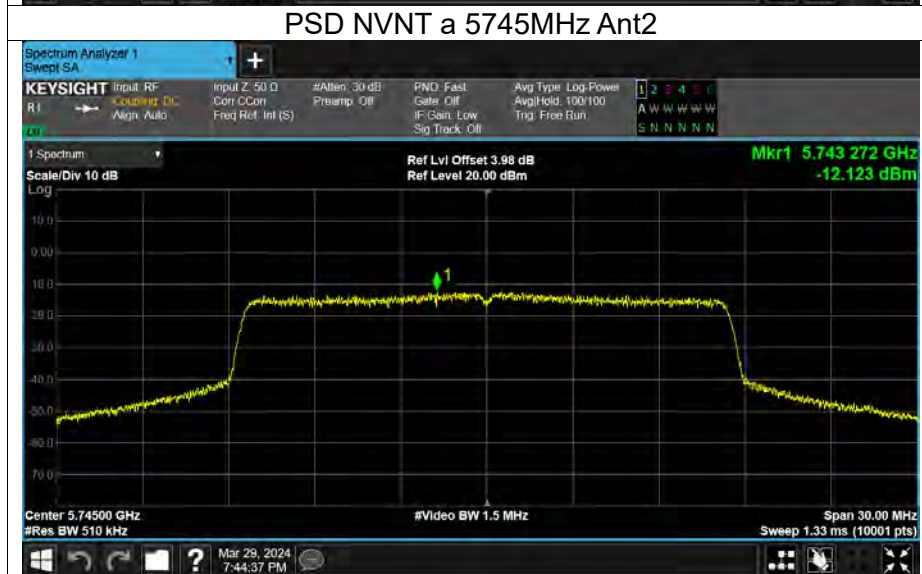 PSD NVNT a 5745MHz Ant2
Spectrum Analyzer 1
Swept SA
+
KEYSIGHT Input: RF
R L
Coupling: DC
Align: Auto
Input Z: 50 Ω
Corr CCorr
Freq Ref: Int (S)
#Atten: 30 dB
Preamp: Off
PNO: Fast
Gate: Off
IF Gain: Low
Sig Track: Off
Avg Type: Log-Power
Avg|Hold: 100/100
Trig: Free Run
1 2 3 4 5 6
A W W W W W
S N N N N N
1 Spectrum
Scale/Div 10 dB
Ref Lvl Offset 3.98 dB
Ref Level 20.00 dBm
Mkr1 5.743 272 GHz
-12.123 dBm
Log
10.0
0.00
-10.0
-20.0
-30.0
-40.0
-50.0
-60.0
-70.0
1
Center 5.74500 GHz
#Res BW 510 kHz
#Video BW 1.5 MHz
Span 30.00 MHz
Sweep 1.33 ms (10001 pts)
?
Mar 29, 2024
7:44:37 PM